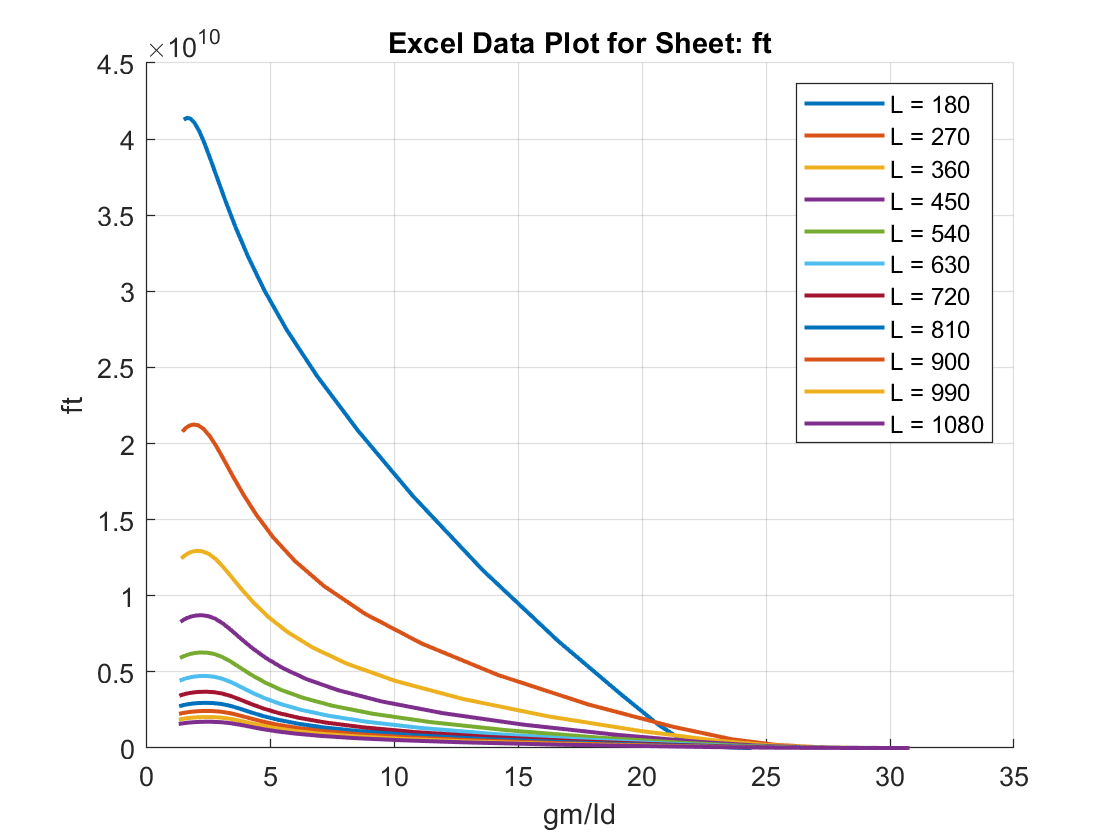 Excel Data Plot for Sheet: ft
×10^10
4.5
4
3.5
3
2.5
2
1.5
1
0.5
0
ft
0 5 10 15 20 25 30 35
gm/Id
L = 180
L = 270
L = 360
L = 450
L = 540
L = 630
L = 720
L = 810
L = 900
L = 990
L = 1080